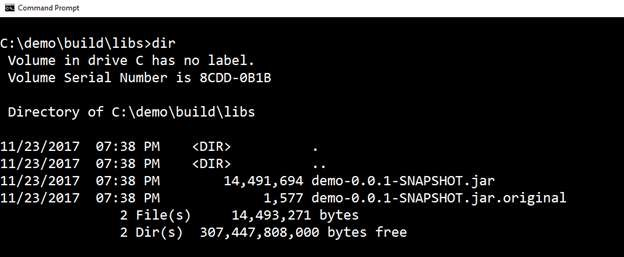 Command Prompt
C:\demo\build\libs>dir
 Volume in drive C has no label.
 Volume Serial Number is 8CDD-0B1B
 Directory of C:\demo\build\libs
11/23/2017  07:38 PM    <DIR>          .
11/23/2017  07:38 PM    <DIR>          ..
11/23/2017  07:38 PM        14,491,694 demo-0.0.1-SNAPSHOT.jar
11/23/2017  07:38 PM             1,577 demo-0.0.1-SNAPSHOT.jar.original
               2 File(s)     14,493,271 bytes
               2 Dir(s)  307,447,808,000 bytes free